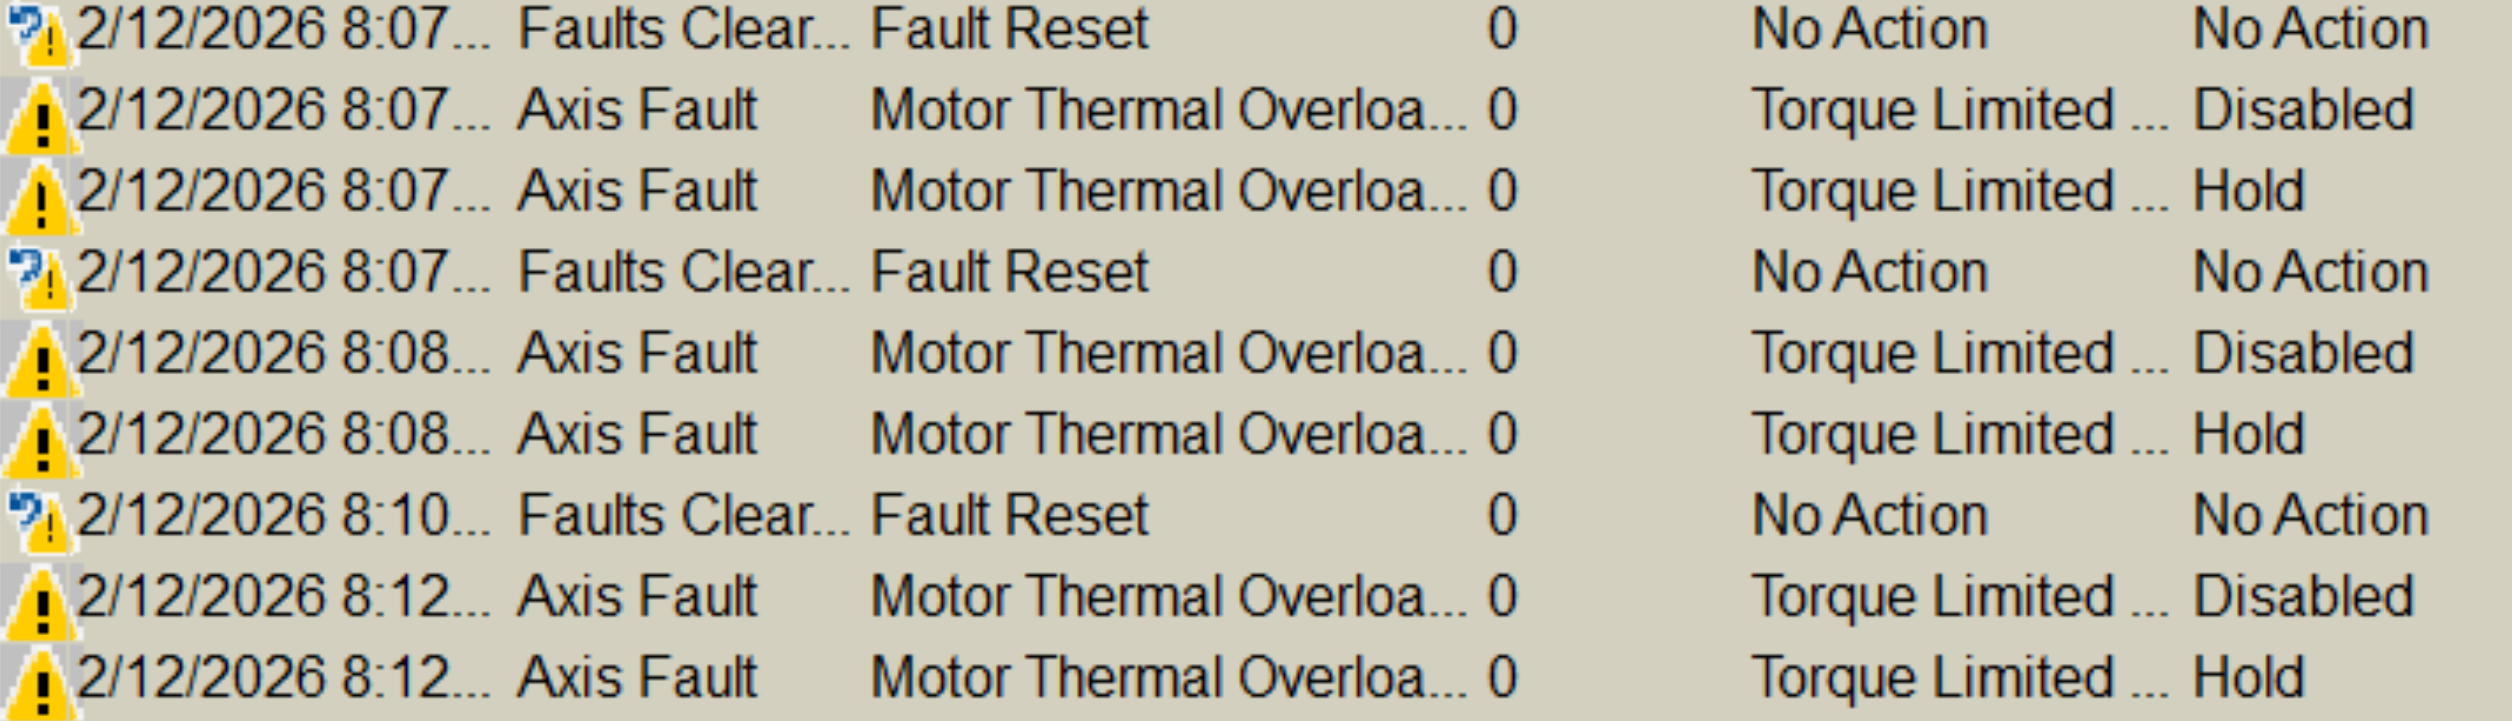 2/12/2026 8:07... Faults Clear... Fault Reset 0 No Action No Action
2/12/2026 8:07... Axis Fault Motor Thermal Overloa... 0 Torque Limited ... Disabled
2/12/2026 8:07... Axis Fault Motor Thermal Overloa... 0 Torque Limited ... Hold
2/12/2026 8:07... Faults Clear... Fault Reset 0 No Action No Action
2/12/2026 8:08... Axis Fault Motor Thermal Overloa... 0 Torque Limited ... Disabled
2/12/2026 8:08... Axis Fault Motor Thermal Overloa... 0 Torque Limited ... Hold
2/12/2026 8:10... Faults Clear... Fault Reset 0 No Action No Action
2/12/2026 8:12... Axis Fault Motor Thermal Overloa... 0 Torque Limited ... Disabled
2/12/2026 8:12... Axis Fault Motor Thermal Overloa... 0 Torque Limited ... Hold